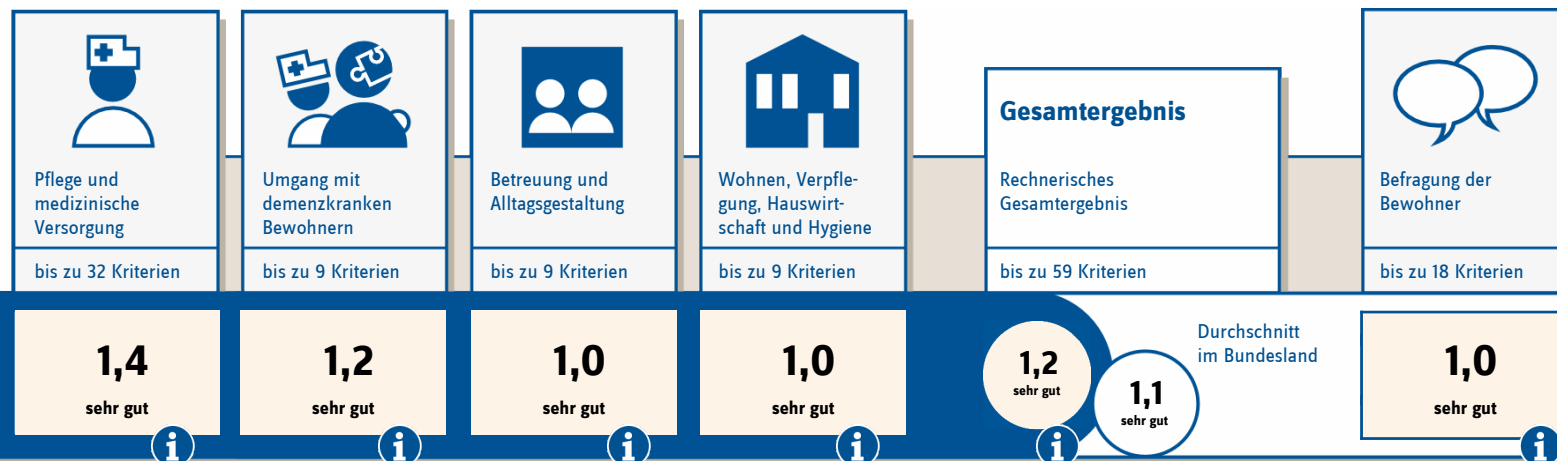 Pflege und
medizinische
Versorgung
bis zu 32 Kriterien
1,4
sehr gut
i
Umgang mit
demenzkranken
Bewohnern
bis zu 9 Kriterien
1,2
sehr gut
i
Betreuung und
Alltagsgestaltung
bis zu 9 Kriterien
1,0
sehr gut
i
Wohnen, Verpfle-
gung, Hauswirt-
schaft und Hygiene
bis zu 9 Kriterien
1,0
sehr gut
i
Gesamtergebnis
Rechnerisches
Gesamtergebnis
bis zu 59 Kriterien
1,2
sehr gut
i
1,1
sehr gut
Durchschnitt
im Bundesland
Befragung der
Bewohner
bis zu 18 Kriterien
1,0
sehr gut
i